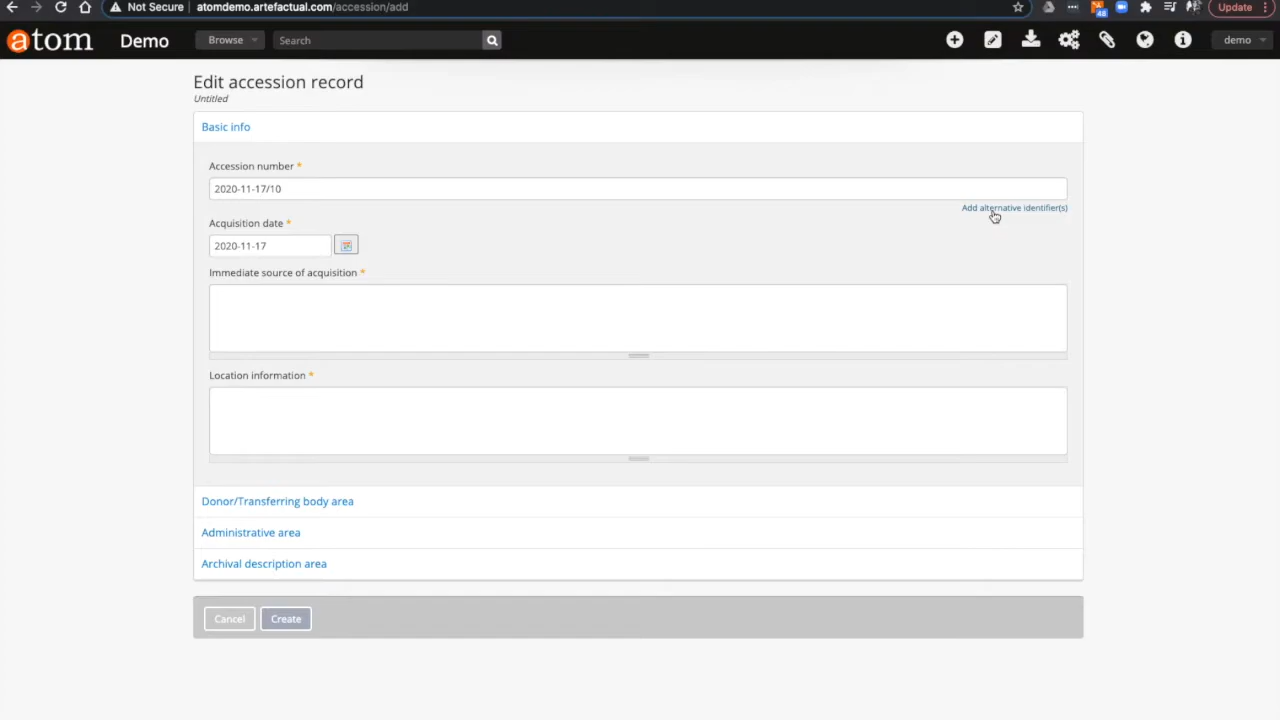 Not Secure atomdemo.artefactual.com/accession/add 48 Update
atom Demo Browse Search demo
Edit accession record
Untitled
Basic info
Accession number *
2020-11-17/10
Add alternative identifier(s)
Acquisition date *
2020-11-17
Immediate source of acquisition *
Location information *
Donor/Transferring body area
Administrative area
Archival description area
Cancel Create